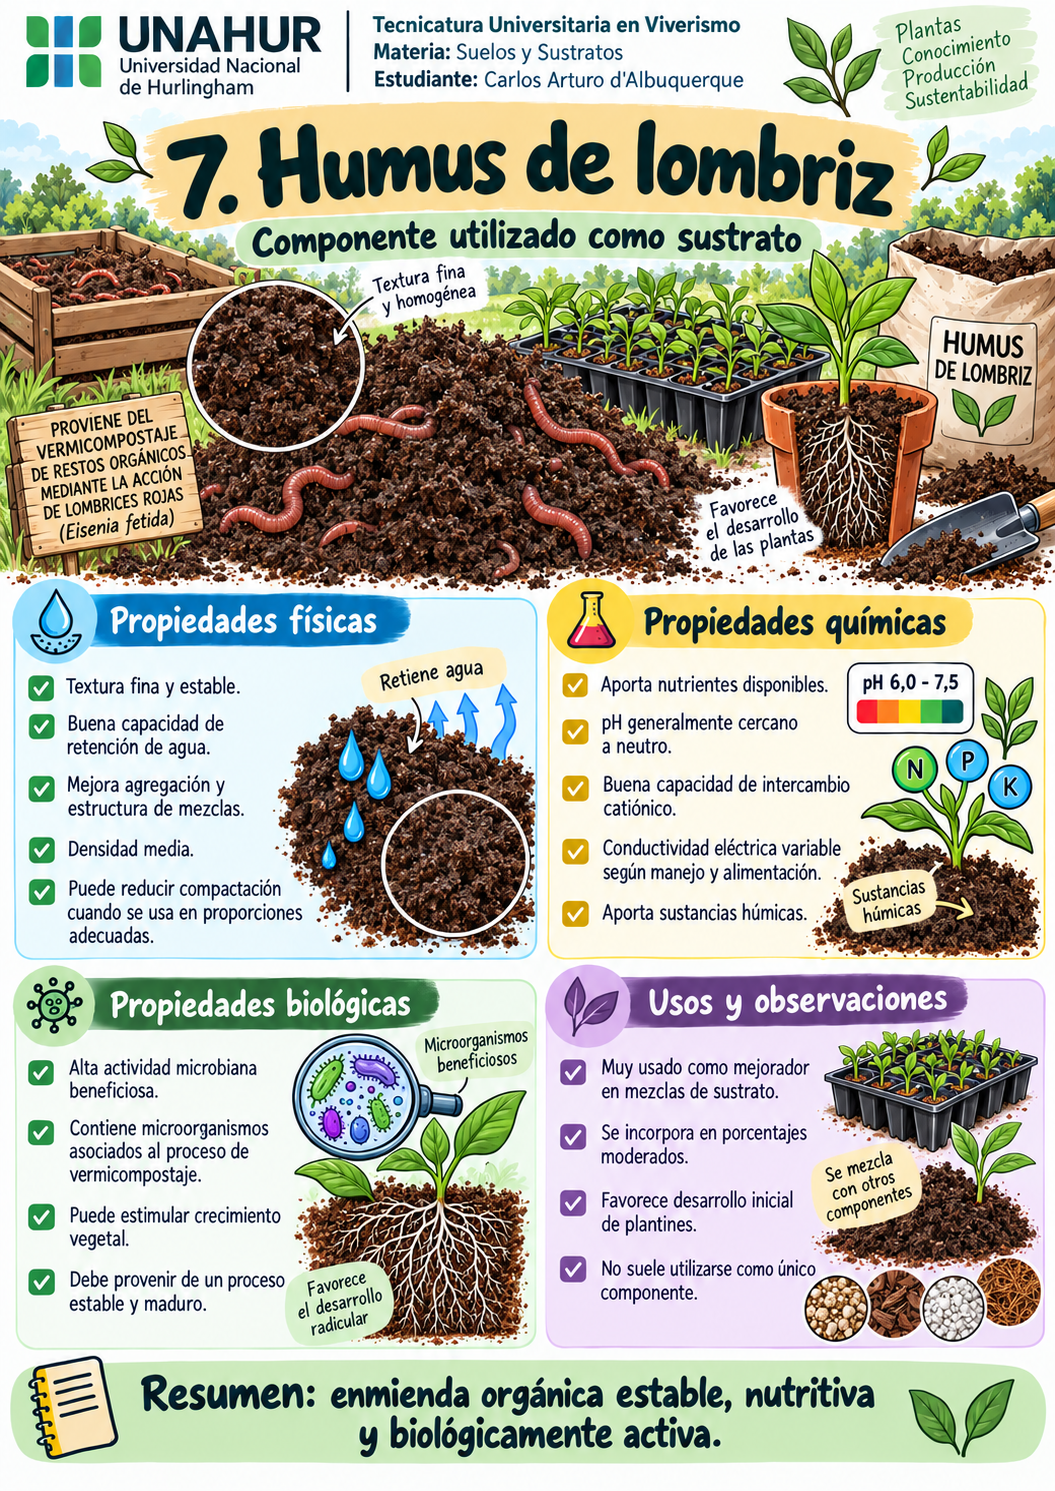 UNAHUR
Universidad Nacional
de Hurlingham
Tecnicatura Universitaria en Viverismo
Materia: Suelos y Sustratos
Estudiante: Carlos Arturo d'Albuquerque
Plantas
Conocimiento
Producción
Sustentabilidad
7. Humus de lombriz
Componente utilizado como sustrato
Textura fina
y homogénea
PROVIENE DEL
VERMICOMPOSTAJE
DE RESTOS ORGÁNICOS
MEDIANTE LA ACCIÓN
DE LOMBRICES ROJAS
(Eisenia fetida)
HUMUS
DE LOMBRIZ
Favorece
el desarrollo
de las plantas
Propiedades físicas
Textura fina y estable.
Buena capacidad de
retención de agua.
Mejora agregación y
estructura de mezclas.
Densidad media.
Puede reducir compactación
cuando se usa en proporciones
adecuadas.
Retiene agua
Propiedades químicas
Aporta nutrientes disponibles.
pH generalmente cercano
a neutro.
Buena capacidad de intercambio
catiónico.
Conductividad eléctrica variable
según manejo y alimentación.
Aporta sustancias húmicas.
pH 6,0 - 7,5
N
P
K
Sustancias
húmicas
Propiedades biológicas
Alta actividad microbiana
beneficiosa.
Contiene microorganismos
asociados al proceso de
vermicompostaje.
Puede estimular crecimiento
vegetal.
Debe provenir de un proceso
estable y maduro.
Microorganismos
beneficiosos
Favorece
el desarrollo
radicular
Usos y observaciones
Muy usado como mejorador
en mezclas de sustrato.
Se incorpora en porcentajes
moderados.
Favorece desarrollo inicial
de plantines.
No suele utilizarse como único
componente.
Se mezcla
con otros
componentes
Resumen: enmienda orgánica estable, nutritiva
y biológicamente activa.